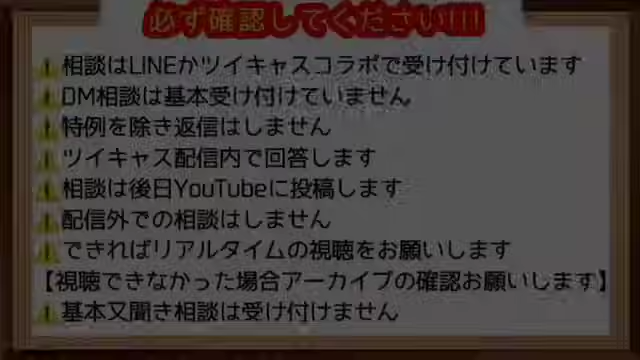 必ず確認してください!!!!
⚠相談はLINEかツイキャスコラボで受け付けています
⚠DM相談は基本受け付けていません
⚠特例を除き返信はしません
⚠ツイキャス配信内で回答します
⚠相談は後日YouTubeに投稿します
⚠配信外での相談はしません
⚠できればリアルタイムの視聴をお願いします
【視聴できなかった場合アーカイブの確認お願いします】
⚠基本又聞き相談は受け付けません